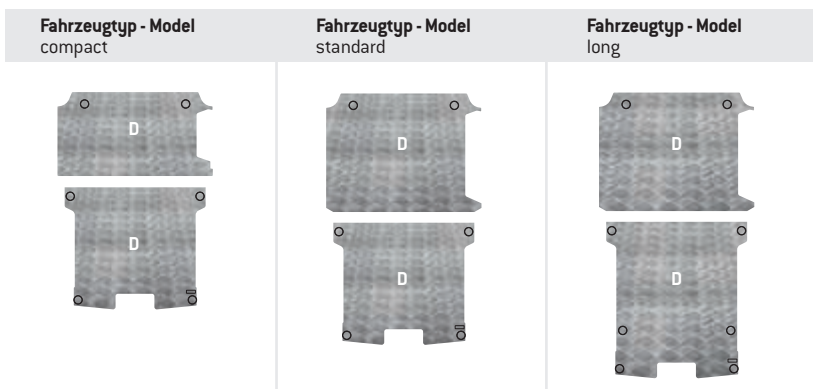 Fahrzeugtyp - Model
compact
Fahrzeugtyp - Model
standard
Fahrzeugtyp - Model
long
D
D
D
D
D
D